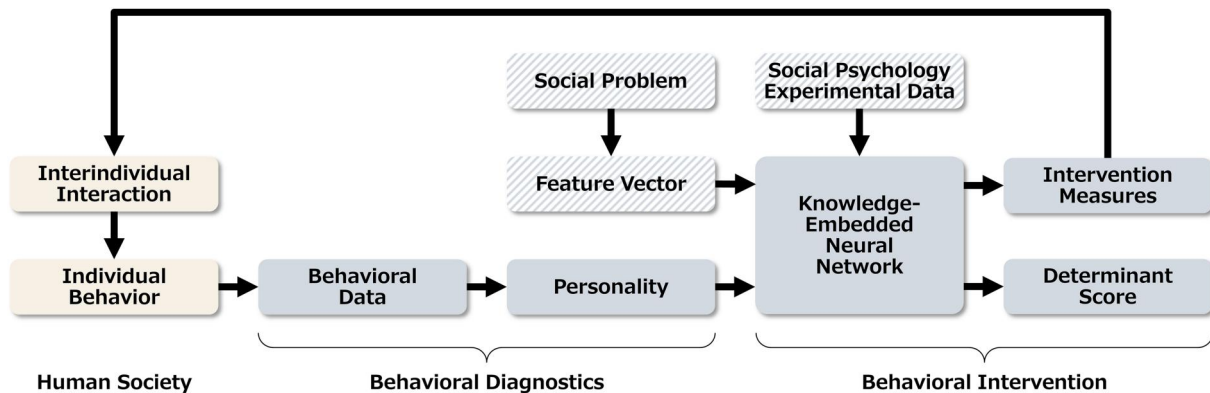 Social Problem
Social Psychology
Experimental Data
Interindividual
Interaction
Feature Vector
Knowledge-
Embedded
Neural
Network
Intervention
Measures
Individual
Behavior
Behavioral
Data
Personality
Determinant
Score
Human Society
Behavioral Diagnostics
Behavioral Intervention